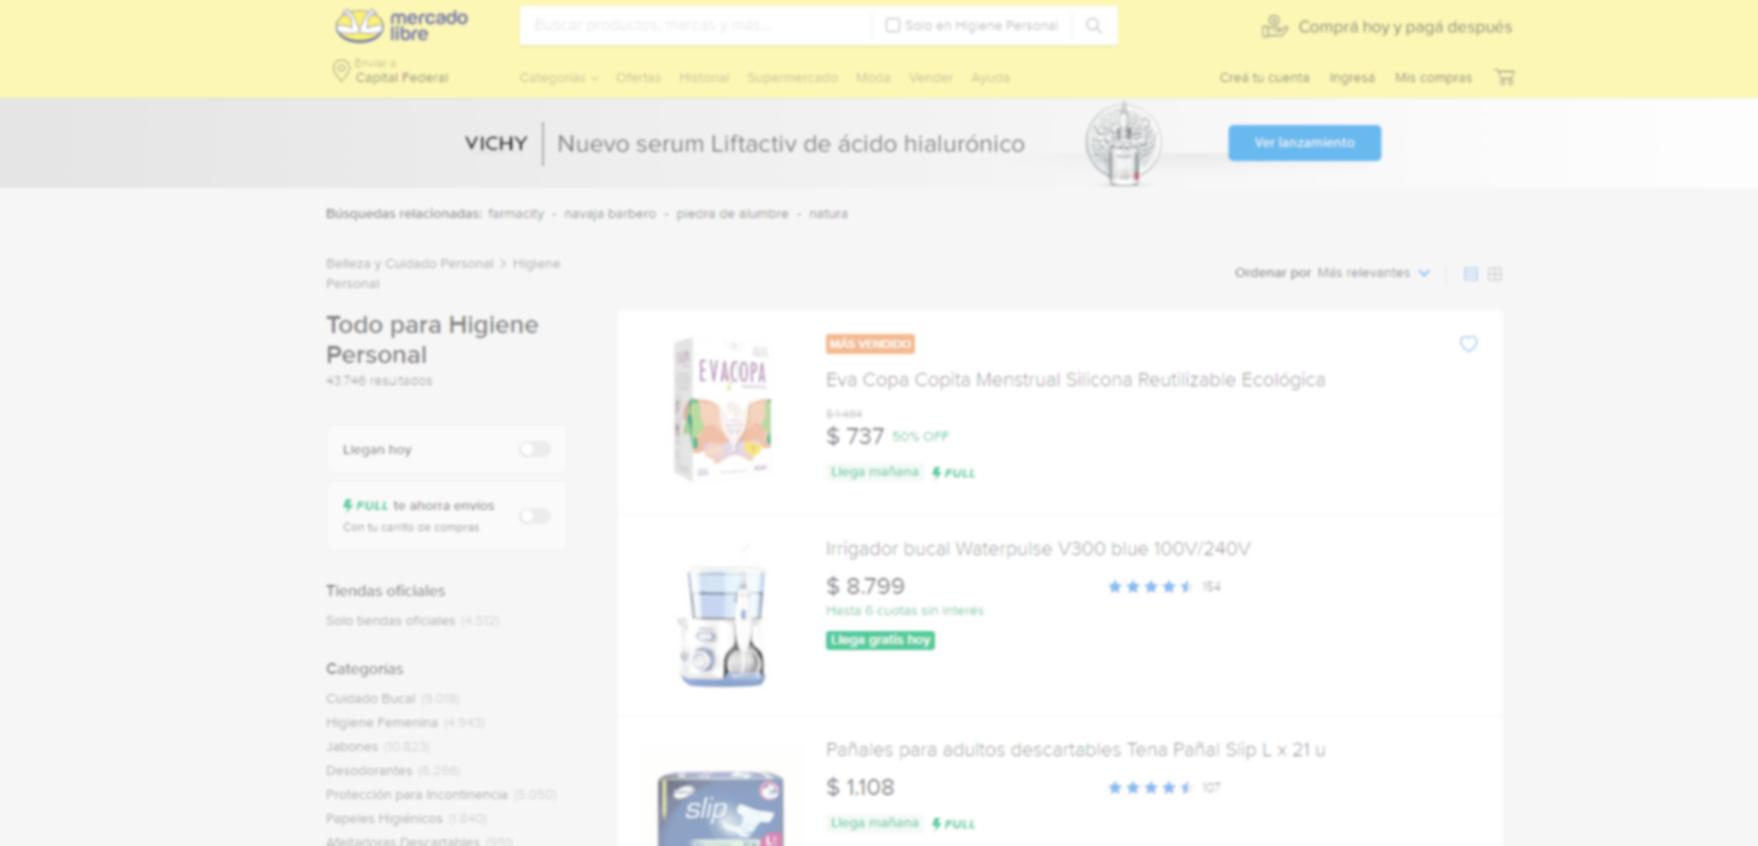 mercado
libre
Buscar productos, marcas y más...
Solo en Higiene Personal
Comprá hoy y pagá después
Enviar a
Capital Federal
Categorías Ofertas Historial Supermercado Moda Vender Ayuda
Creá tu cuenta Ingresá Mis compras
VICHY Nuevo serum Liftactiv de ácido hialurónico
Ver lanzamiento
Búsquedas relacionadas: farmacity - navaja barbero - piedra de alumbre - natura
Belleza y Cuidado Personal > Higiene
Personal
Ordenar por Más relevantes
Todo para Higiene
Personal
43.746 resultados
Llegan hoy
FULL te ahorra envíos
Con tu carrito de compras
Tiendas oficiales
Solo tiendas oficiales (4.512)
Categorías
Cuidado Bucal (9.018)
Higiene Femenina (4.943)
Jabones (10.823)
Desodorantes (6.266)
Protección para Incontinencia (5.050)
Papeles Higiénicos (1.840)
Afeitadoras Descartables
EVACOPA
MÁS VENDIDO
Eva Copa Copita Menstrual Silicona Reutilizable Ecológica
$ 1.484
$ 737 50% OFF
Llega mañana FULL
Irrigador bucal Waterpulse V300 blue 100V/240V
$ 8.799
154
Hasta 6 cuotas sin interés
Llega gratis hoy
slip
Pañales para adultos descartables Tena Pañal Slip L x 21 u
$ 1.108
107
Llega mañana FULL